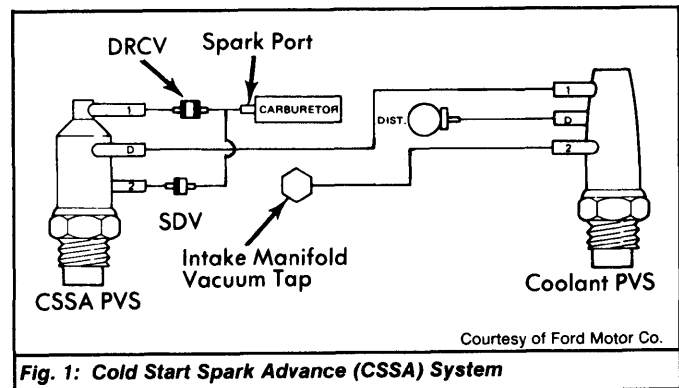 DRCV
Spark Port
1
CARBURETOR
D
2
SDV
CSSA PVS
DIST.
Intake Manifold
Vacuum Tap
1
D
2
Coolant PVS
Courtesy of Ford Motor Co.
Fig. 1: Cold Start Spark Advance (CSSA) System